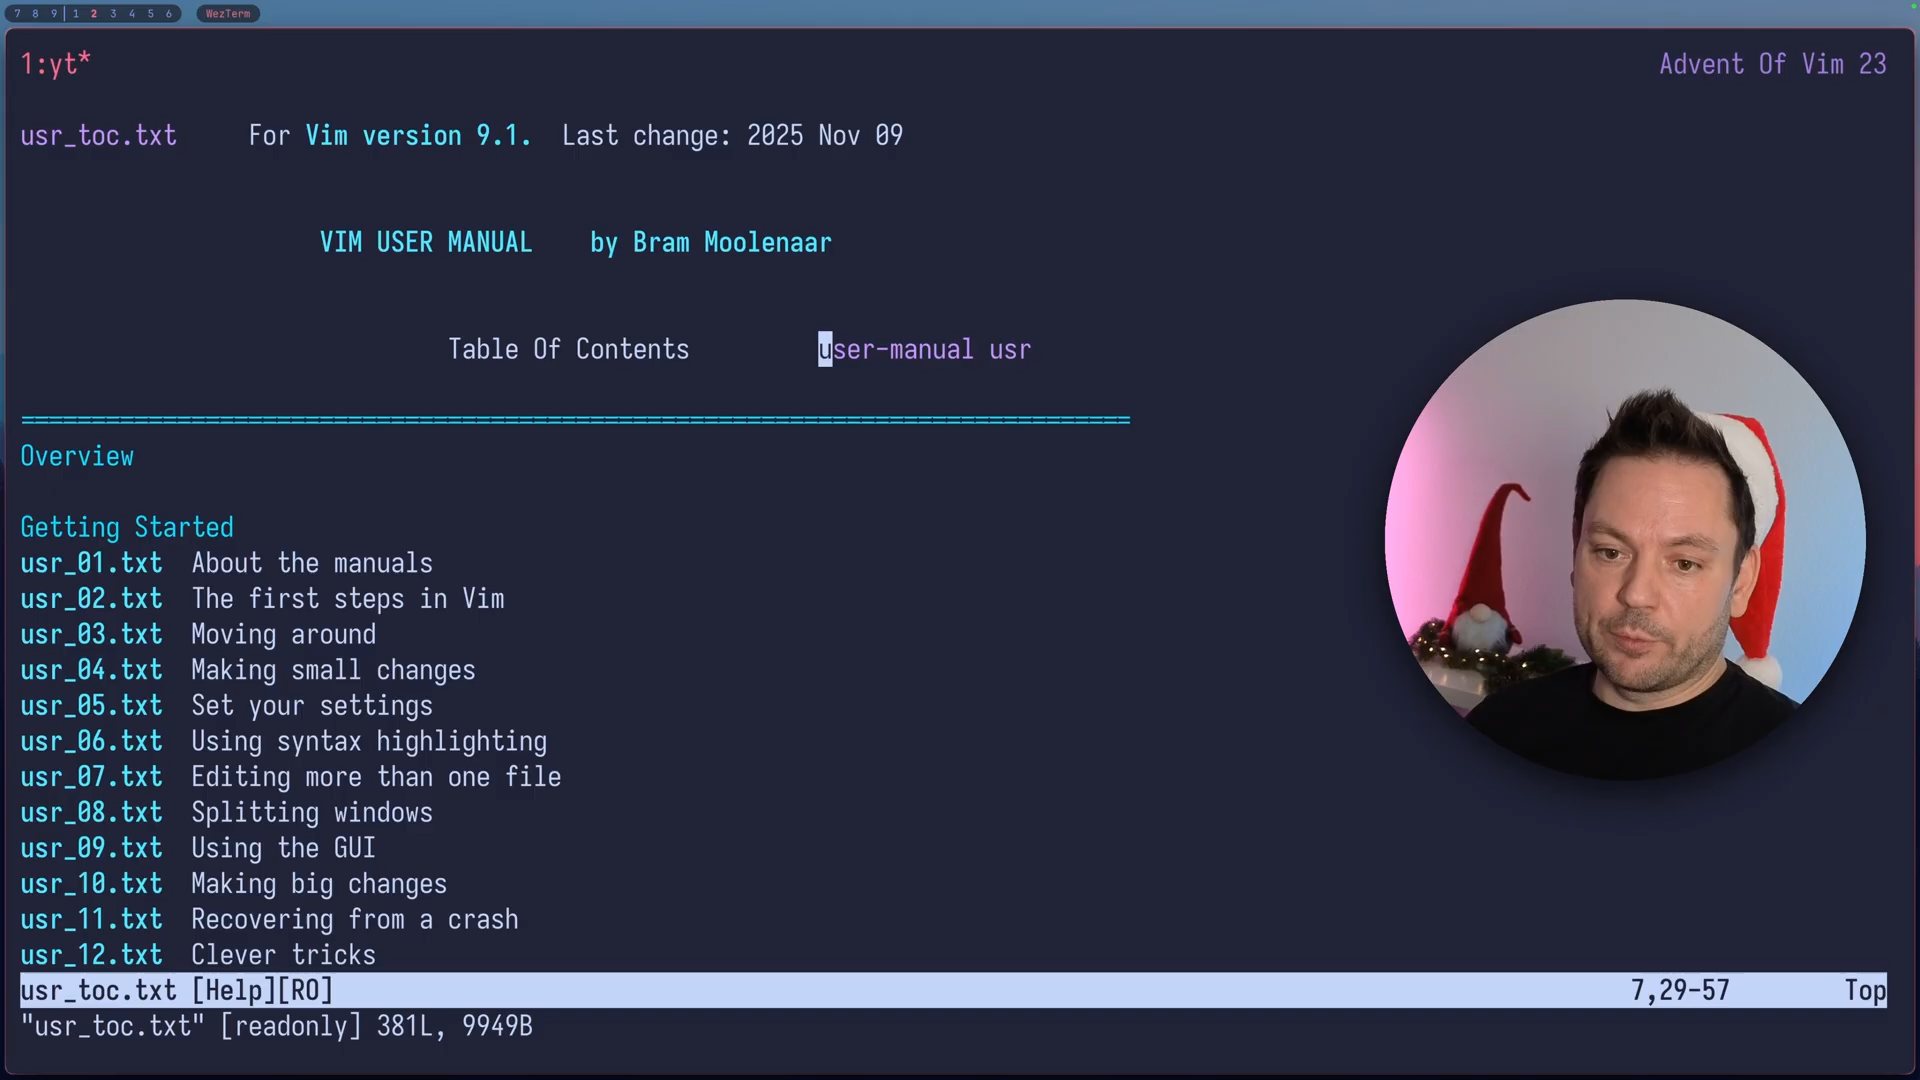 7 8 9 | 1 2 3 4 5 6 WezTerm
1:yt* Advent Of Vim 23
usr_toc.txt For Vim version 9.1. Last change: 2025 Nov 09
VIM USER MANUAL by Bram Moolenaar
Table Of Contents user-manual usr
==============================================================================
Overview
Getting Started
usr_01.txt About the manuals
usr_02.txt The first steps in Vim
usr_03.txt Moving around
usr_04.txt Making small changes
usr_05.txt Set your settings
usr_06.txt Using syntax highlighting
usr_07.txt Editing more than one file
usr_08.txt Splitting windows
usr_09.txt Using the GUI
usr_10.txt Making big changes
usr_11.txt Recovering from a crash
usr_12.txt Clever tricks
usr_toc.txt [Help][RO] 7,29-57 Top
"usr_toc.txt" [readonly] 381L, 9949B